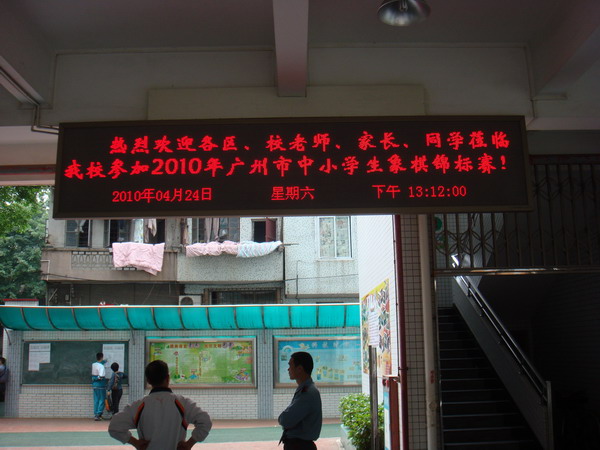 热烈欢迎各区、校老师、家长、同学莅临
我校参加2010年广州市中小学生象棋锦标赛!
2010年04月24日 星期六 下午 13:12:00